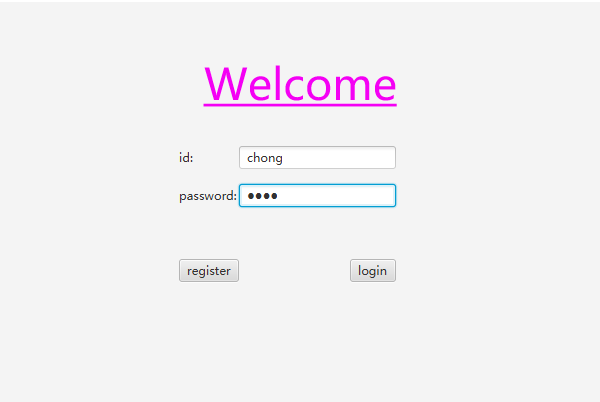 Welcome
id: chong
password: ••••
register login